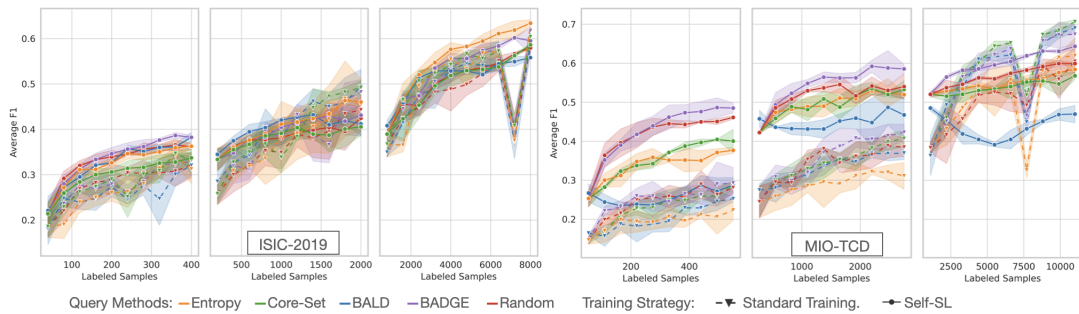 Average F1
0.6
0.5
0.4
0.3
0.2
100 200 300 400
Labeled Samples
500 1000 1500 2000
Labeled Samples
2000 4000 6000 8000
Labeled Samples
ISIC-2019
Average F1
0.7
0.6
0.5
0.4
0.3
0.2
200 400
Labeled Samples
1000 2000
Labeled Samples
2500 5000 7500 10000
Labeled Samples
MIO-TCD
Query Methods: Entropy Core-Set BALD BADGE Random Training Strategy: Standard Training. Self-SL